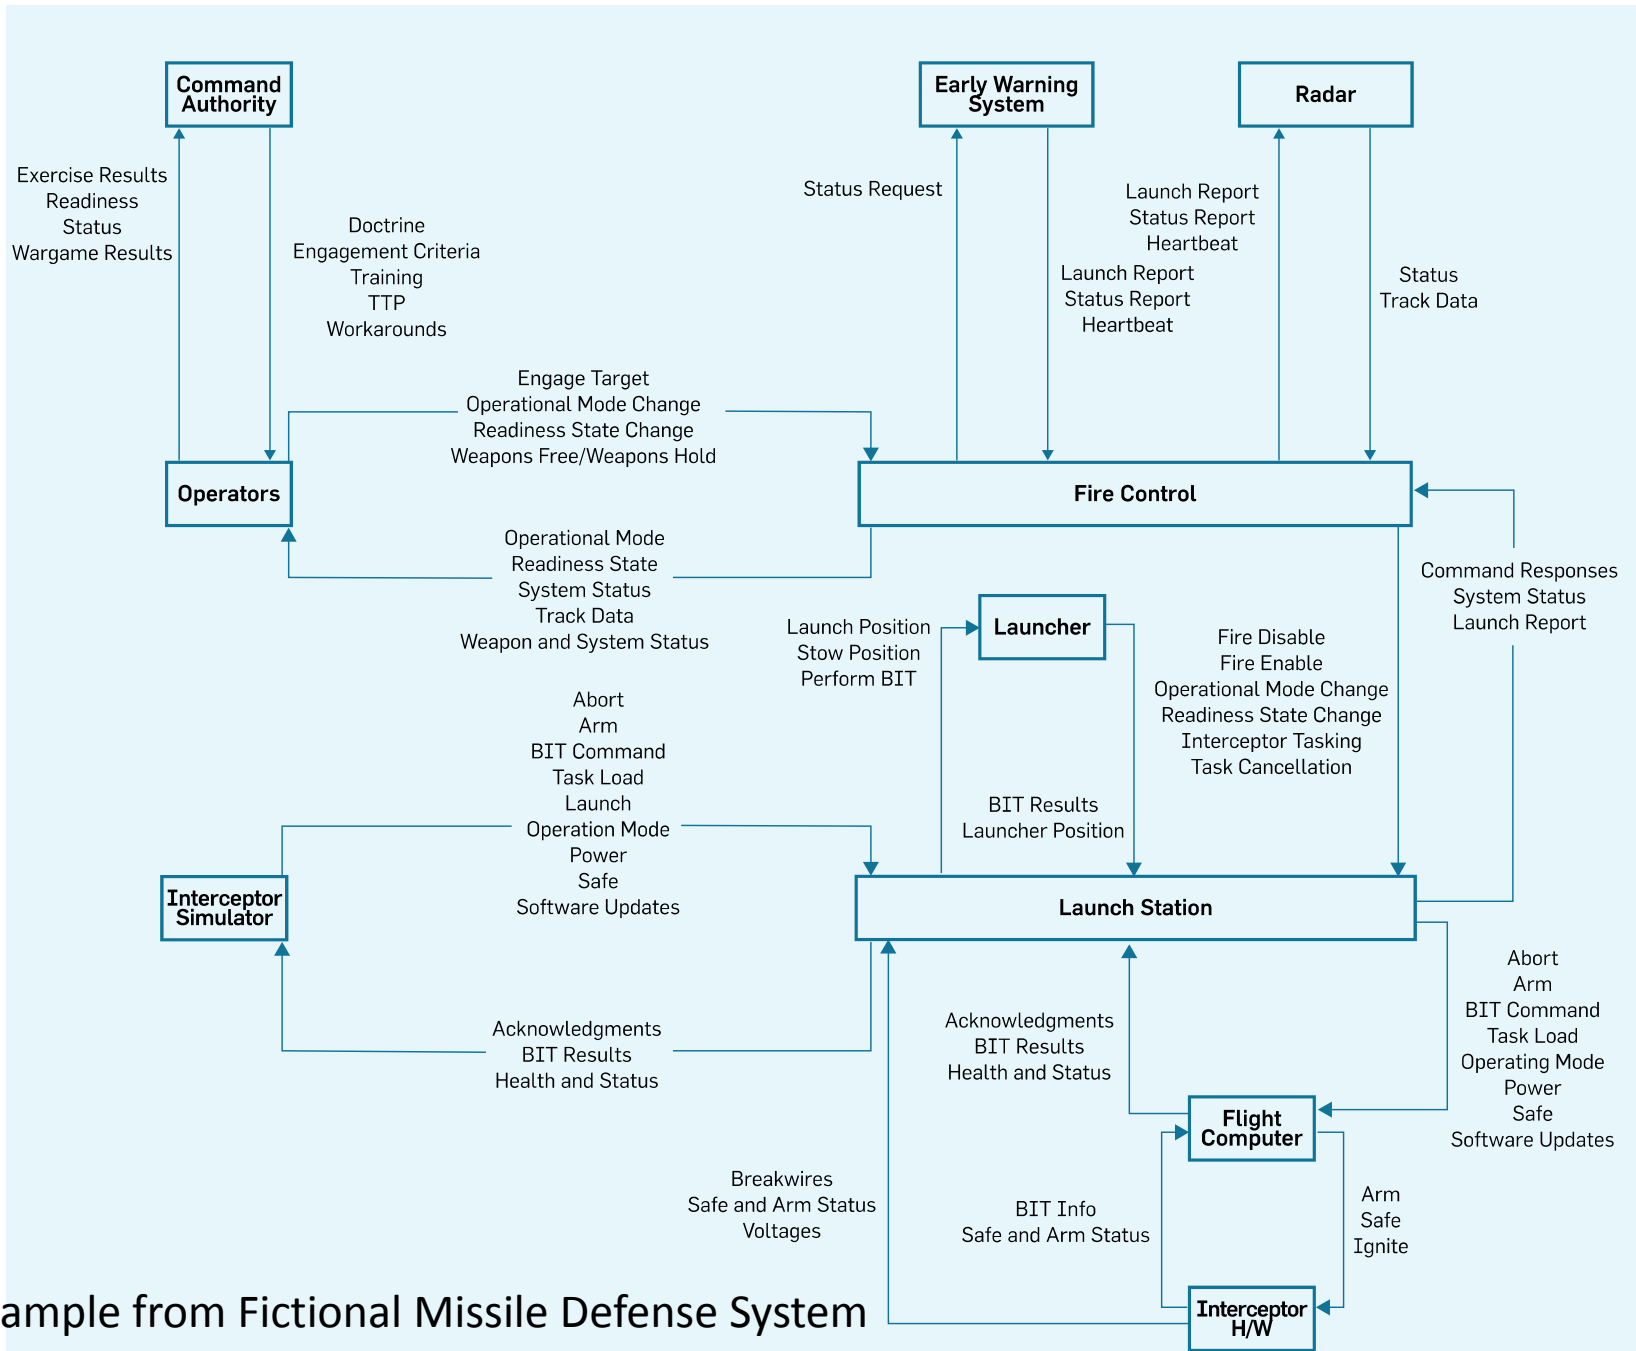 Command
Authority
Early Warning
System
Radar
Exercise Results
Readiness
Status
Wargame Results
Doctrine
Engagement Criteria
Training
TTP
Workarounds
Status Request
Launch Report
Status Report
Heartbeat
Launch Report
Status Report
Heartbeat
Status
Track Data
Engage Target
Operational Mode Change
Readiness State Change
Weapons Free/Weapons Hold
Operators
Fire Control
Operational Mode
Readiness State
System Status
Track Data
Weapon and System Status
Launch Position
Stow Position
Perform BIT
Launcher
Fire Disable
Fire Enable
Operational Mode Change
Readiness State Change
Interceptor Tasking
Task Cancellation
Command Responses
System Status
Launch Report
Abort
Arm
BIT Command
Task Load
Launch
Operation Mode
Power
Safe
Software Updates
BIT Results
Launcher Position
Interceptor
Simulator
Launch Station
Acknowledgments
BIT Results
Health and Status
Acknowledgments
BIT Results
Health and Status
Abort
Arm
BIT Command
Task Load
Operating Mode
Power
Safe
Software Updates
Flight
Computer
Breakwires
Safe and Arm Status
Voltages
BIT Info
Safe and Arm Status
Arm
Safe
Ignite
Interceptor
H/W
ample from Fictional Missile Defense System